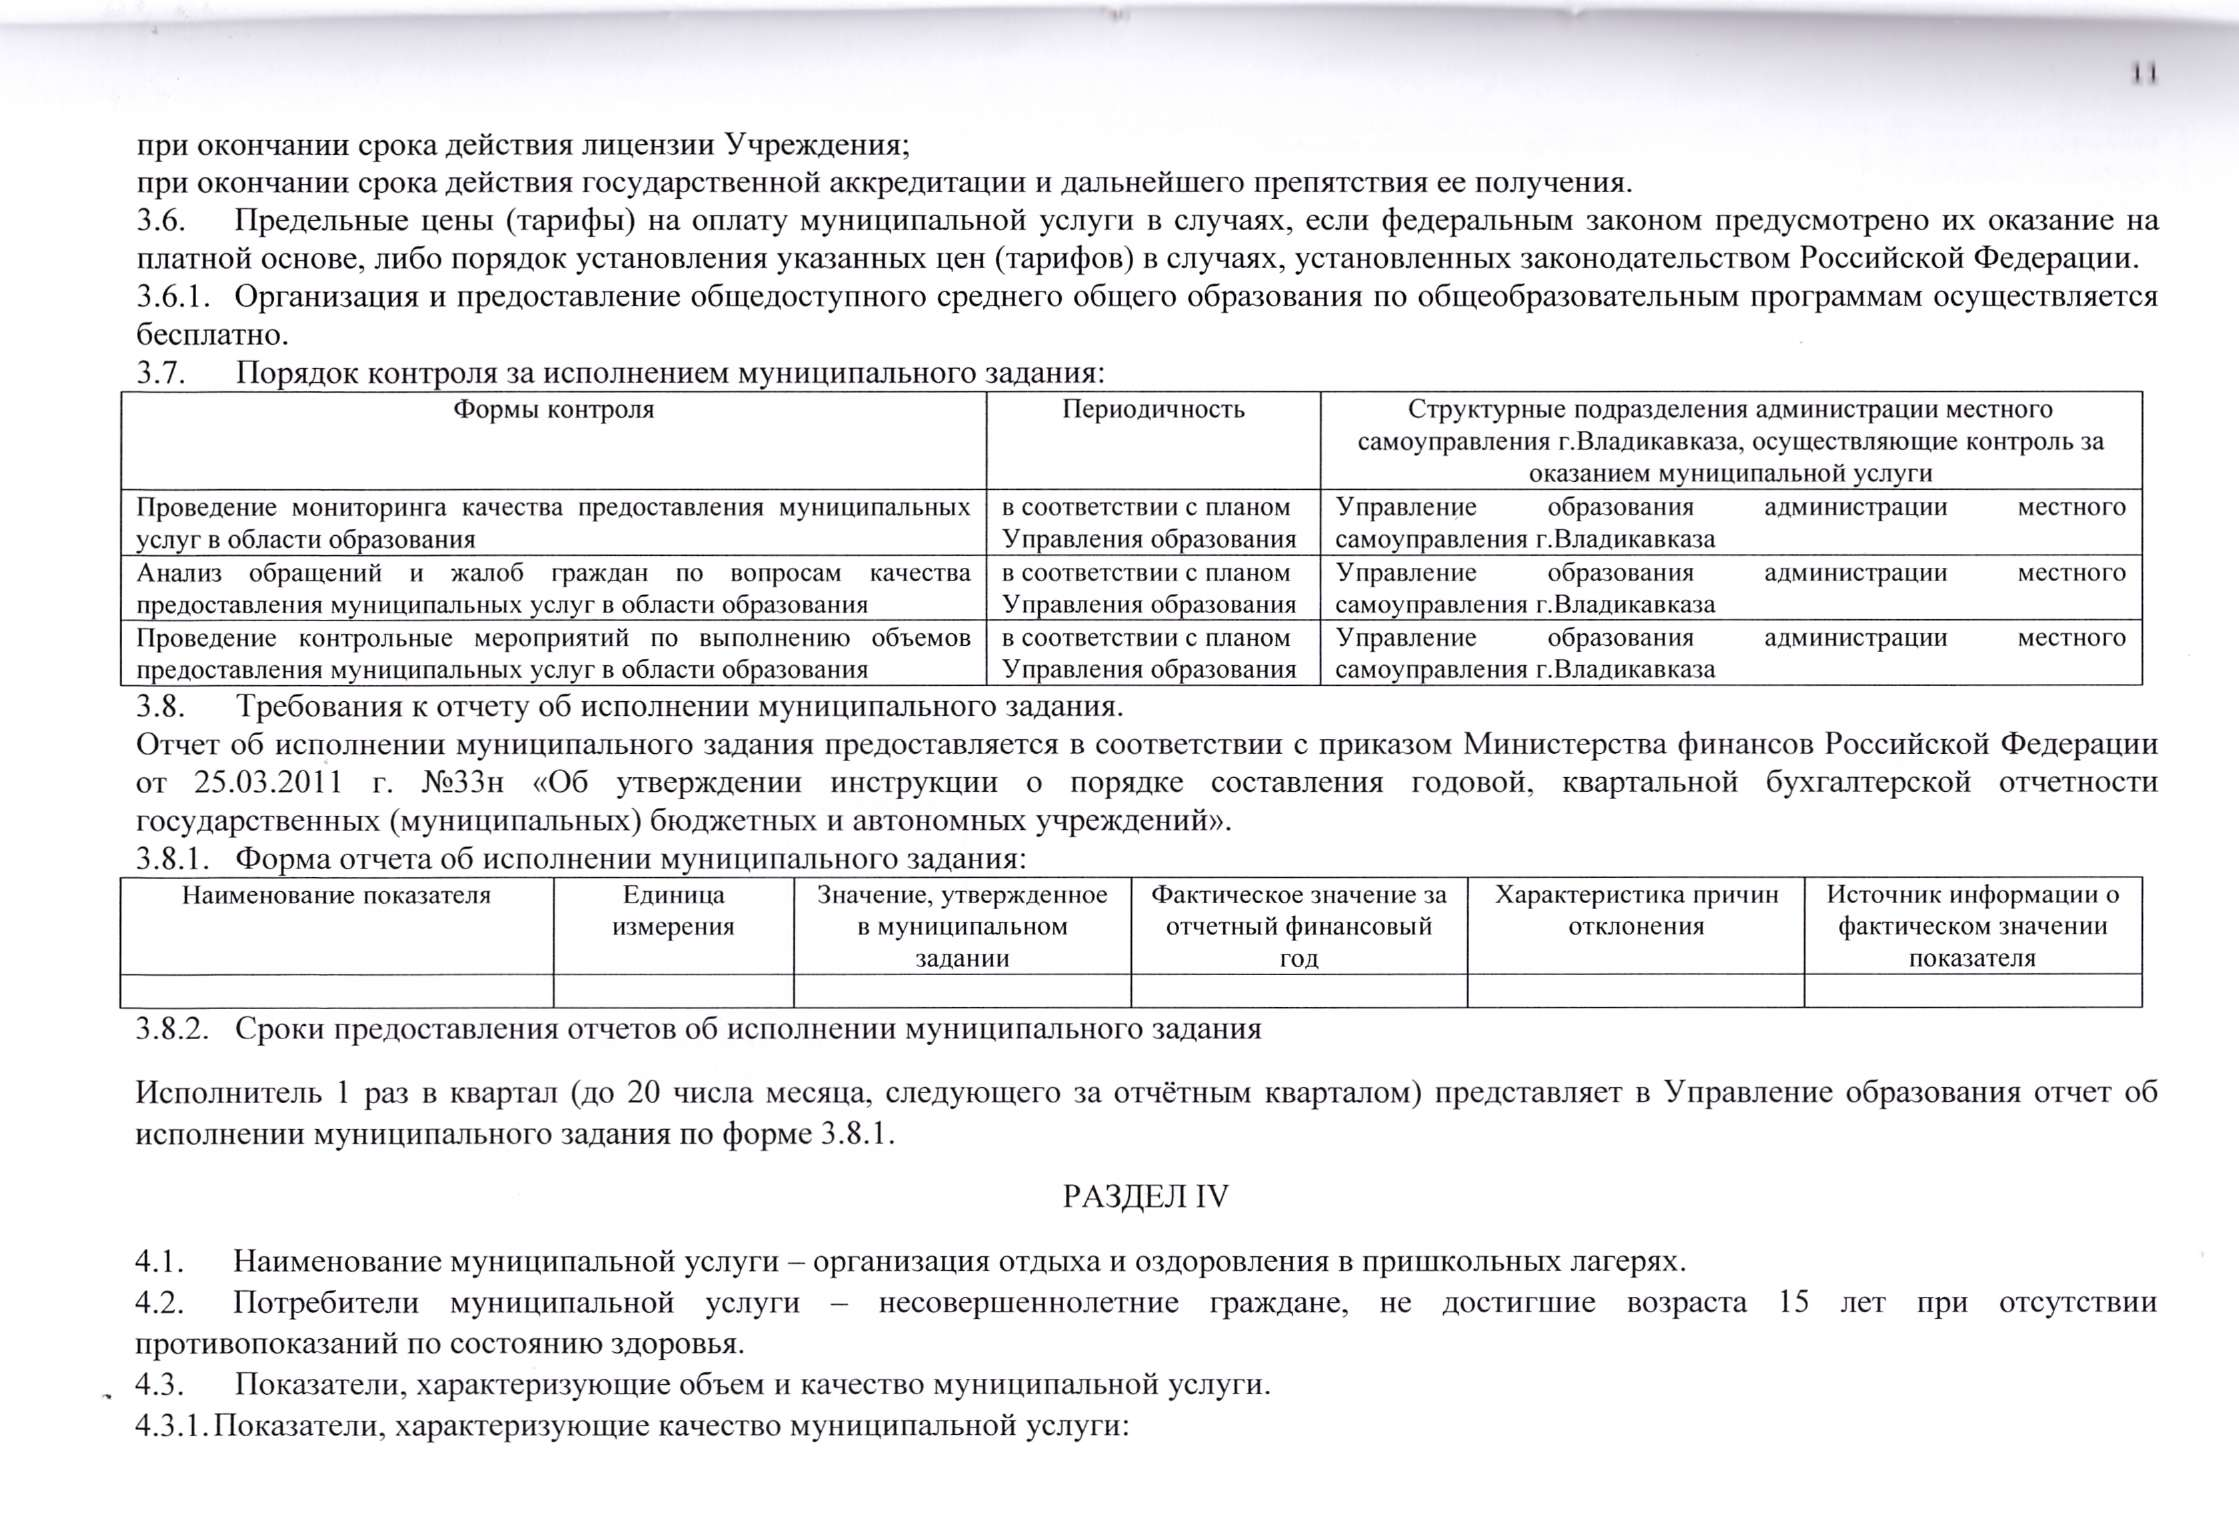 11
при окончании срока действия лицензии Учреждения;
при окончании срока действия государственной аккредитации и дальнейшего препятствия ее получения.
3.6. Предельные цены (тарифы) на оплату муниципальной услуги в случаях, если федеральным законом предусмотрено их оказание на
платной основе, либо порядок установления указанных цен (тарифов) в случаях, установленных законодательством Российской Федерации.
3.6.1. Организация и предоставление общедоступного среднего общего образования по общеобразовательным программам осуществляется
бесплатно.
3.7. Порядок контроля за исполнением муниципального задания:
Формы контроля
Периодичность
Структурные подразделения администрации местного
самоуправления г.Владикавказа, осуществляющие контроль за
оказанием муниципальной услуги
Проведение мониторинга качества предоставления муниципальных
услуг в области образования
в соответствии с планом
Управления образования
Управление образования администрации местного
самоуправления г.Владикавказа
Анализ обращений и жалоб граждан по вопросам качества
предоставления муниципальных услуг в области образования
в соответствии с планом
Управления образования
Управление образования администрации местного
самоуправления г.Владикавказа
Проведение контрольные мероприятий по выполнению объемов
предоставления муниципальных услуг в области образования
в соответствии с планом
Управления образования
Управление образования администрации местного
самоуправления г.Владикавказа
3.8. Требования к отчету об исполнении муниципального задания.
Отчет об исполнении муниципального задания предоставляется в соответствии с приказом Министерства финансов Российской Федерации
от 25.03.2011 г. №33н «Об утверждении инструкции о порядке составления годовой, квартальной бухгалтерской отчетности
государственных (муниципальных) бюджетных и автономных учреждений».
3.8.1. Форма отчета об исполнении муниципального задания:
Наименование показателя
Единица
измерения
Значение, утвержденное
в муниципальном
задании
Фактическое значение за
отчетный финансовый
год
Характеристика причин
отклонения
Источник информации о
фактическом значении
показателя
3.8.2. Сроки предоставления отчетов об исполнении муниципального задания
Исполнитель 1 раз в квартал (до 20 числа месяца, следующего за отчётным кварталом) представляет в Управление образования отчет об
исполнении муниципального задания по форме 3.8.1.
РАЗДЕЛ IV
4.1. Наименование муниципальной услуги – организация отдыха и оздоровления в пришкольных лагерях.
4.2. Потребители муниципальной услуги – несовершеннолетние граждане, не достигшие возраста 15 лет при отсутствии
противопоказаний по состоянию здоровья.
4.3. Показатели, характеризующие объем и качество муниципальной услуги.
4.3.1. Показатели, характеризующие качество муниципальной услуги: